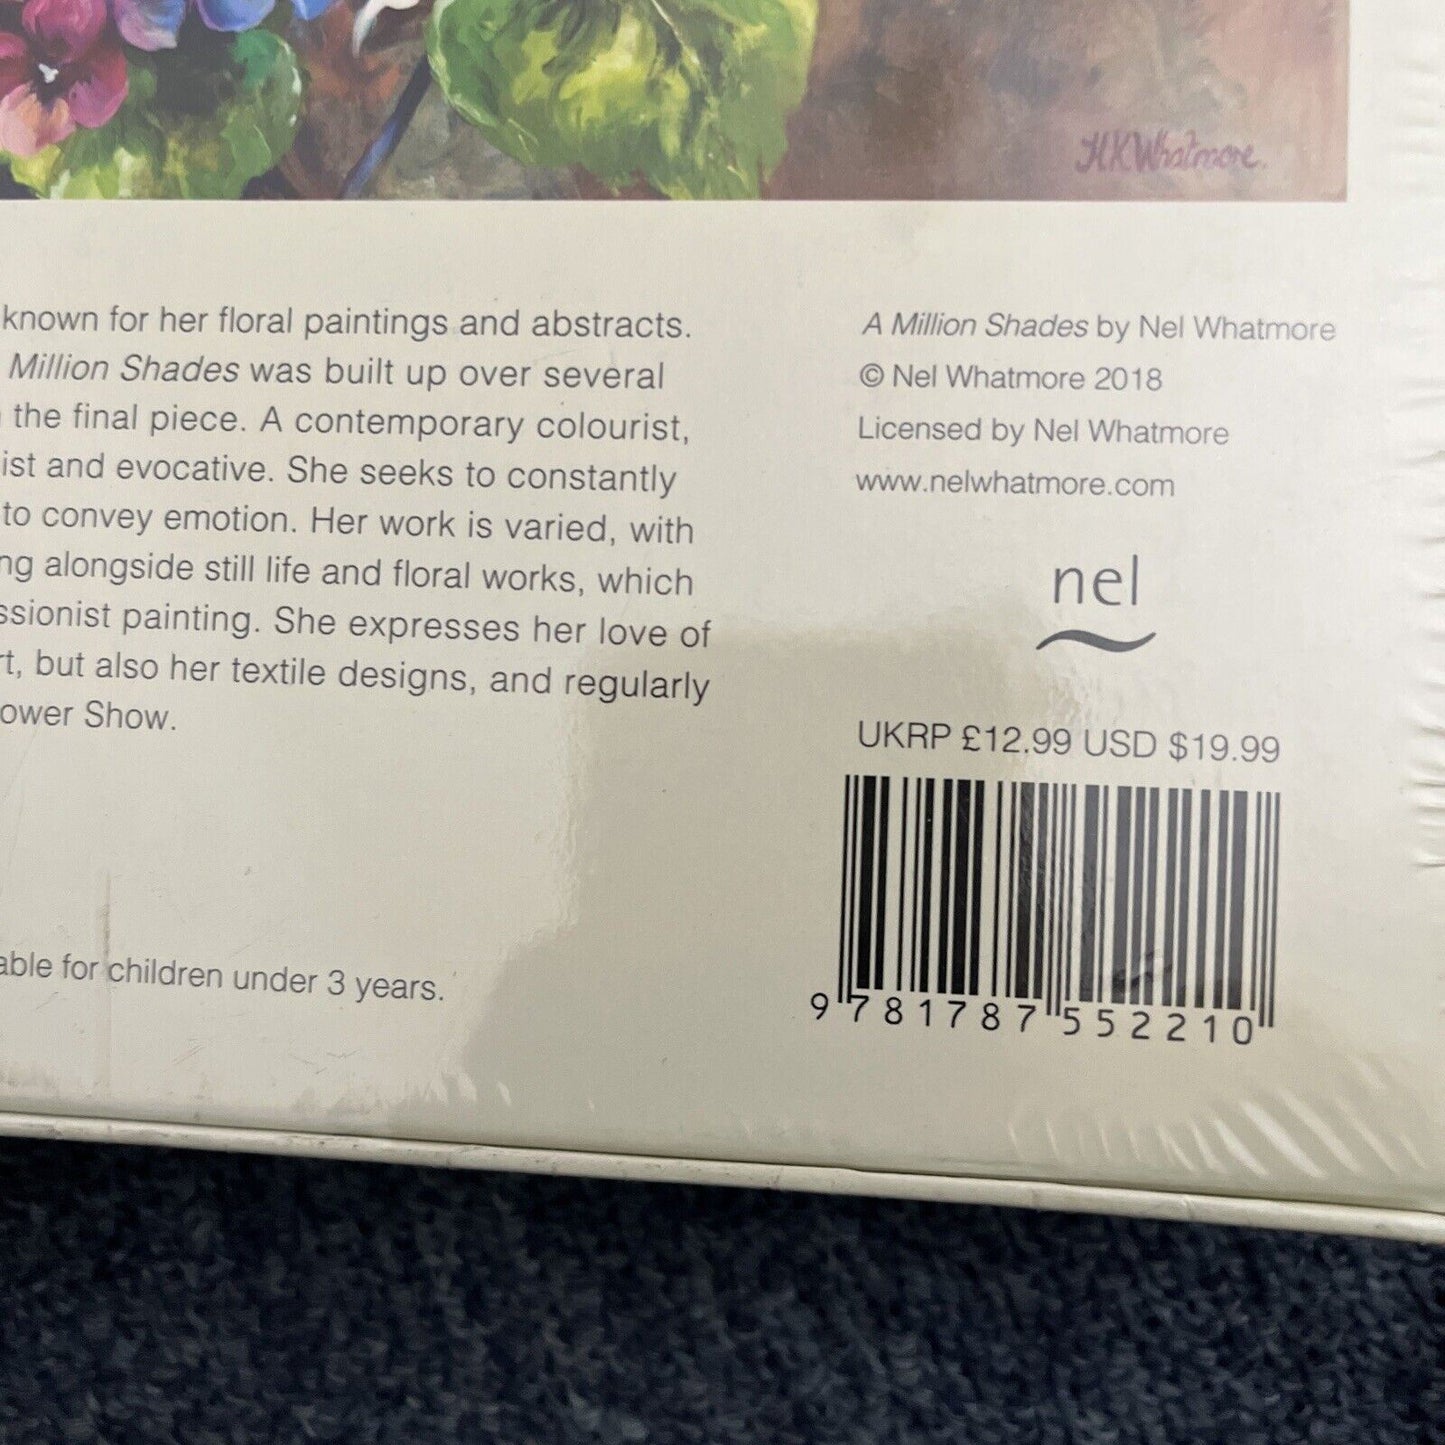 H K Whatmore.
known for her floral paintings and abstracts.
Million Shades was built up over several
the final piece. A contemporary colourist,
ist and evocative. She seeks to constantly
to convey emotion. Her work is varied, with
ng alongside still life and floral works, which
ssionist painting. She expresses her love of
rt, but also her textile designs, and regularly
ower Show.
able for children under 3 years.
A Million Shades by Nel Whatmore
© Nel Whatmore 2018
Licensed by Nel Whatmore
www.nelwhatmore.com
nel
UKRP £12.99 USD $19.99
9 781787 552210